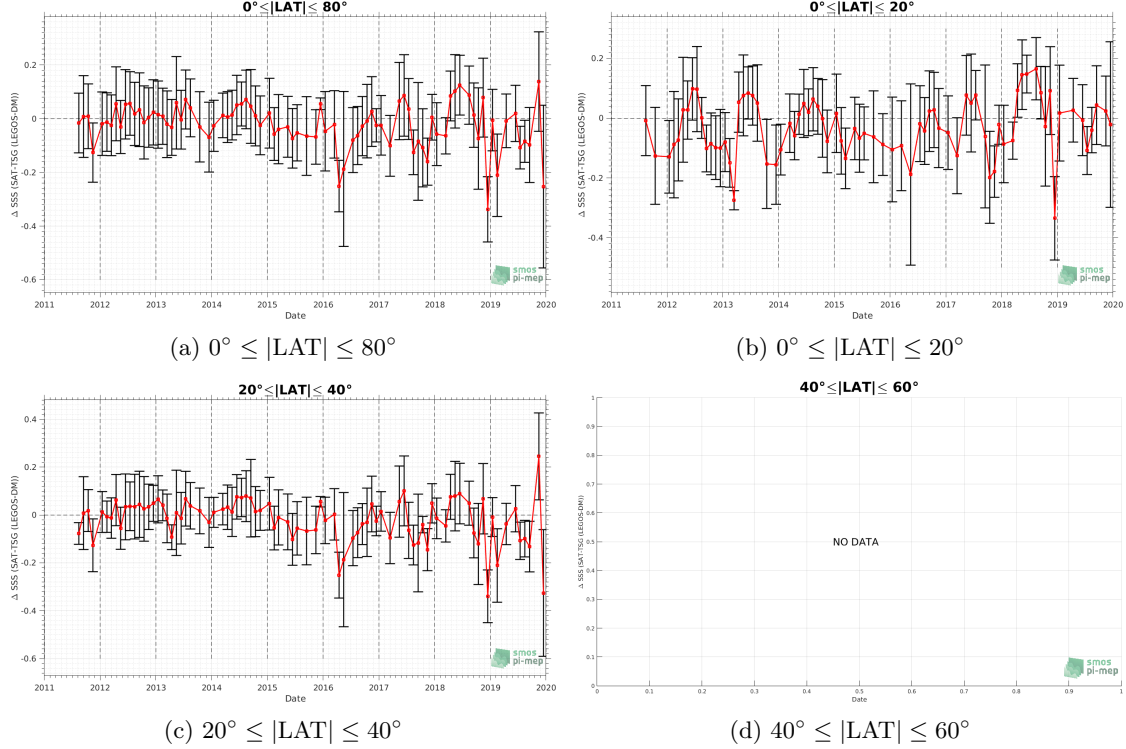 0°≤|LAT|≤ 80°
Δ SSS (SAT-TSG (LEGOS-DM))
0.2
0
-0.2
-0.4
-0.6
2011 2012 2013 2014 2015 2016 2017 2018 2019 2020
Date
smos
pi-mep
(a) 0° ≤ |LAT| ≤ 80°
0°≤|LAT|≤ 20°
Δ SSS (SAT-TSG (LEGOS-DM))
0.2
0
-0.2
-0.4
2011 2012 2013 2014 2015 2016 2017 2018 2019 2020
Date
smos
pi-mep
(b) 0° ≤ |LAT| ≤ 20°
20°≤|LAT|≤ 40°
Δ SSS (SAT-TSG (LEGOS-DM))
0.4
0.2
0
-0.2
-0.4
-0.6
2011 2012 2013 2014 2015 2016 2017 2018 2019 2020
Date
smos
pi-mep
(c) 20° ≤ |LAT| ≤ 40°
40°≤|LAT|≤ 60°
Δ SSS (SAT-TSG (LEGOS-DM))
1
0.9
0.8
0.7
0.6
0.5
0.4
0.3
0.2
0.1
0
NO DATA
0 0.1 0.2 0.3 0.4 0.5 0.6 0.7 0.8 0.9 1
Date
smos
pi-mep
(d) 40° ≤ |LAT| ≤ 60°